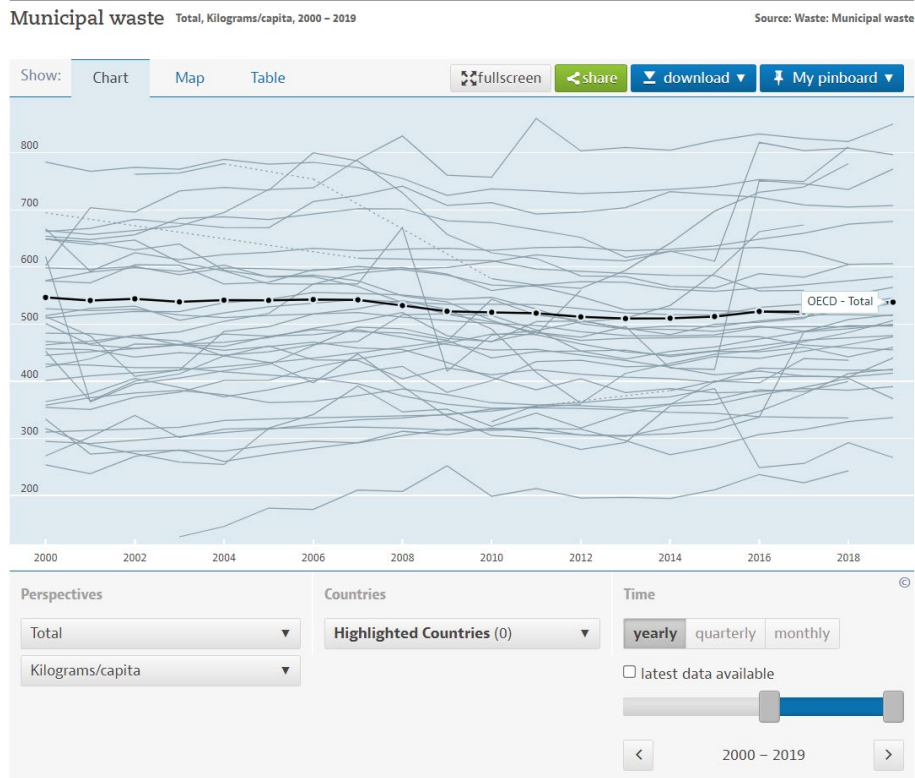 Municipal waste Total, Kilograms/capita, 2000 – 2019 Source: Waste: Municipal waste
Show: Chart Map Table fullscreen share download ▼ My pinboard ▼
800
700
600
500
400
300
200
OECD - Total
2000 2002 2004 2006 2008 2010 2012 2014 2016 2018
©
Perspectives Countries Time
Total ▼ Highlighted Countries (0) ▼ yearly quarterly monthly
Kilograms/capita ▼ latest data available
< 2000 – 2019 >